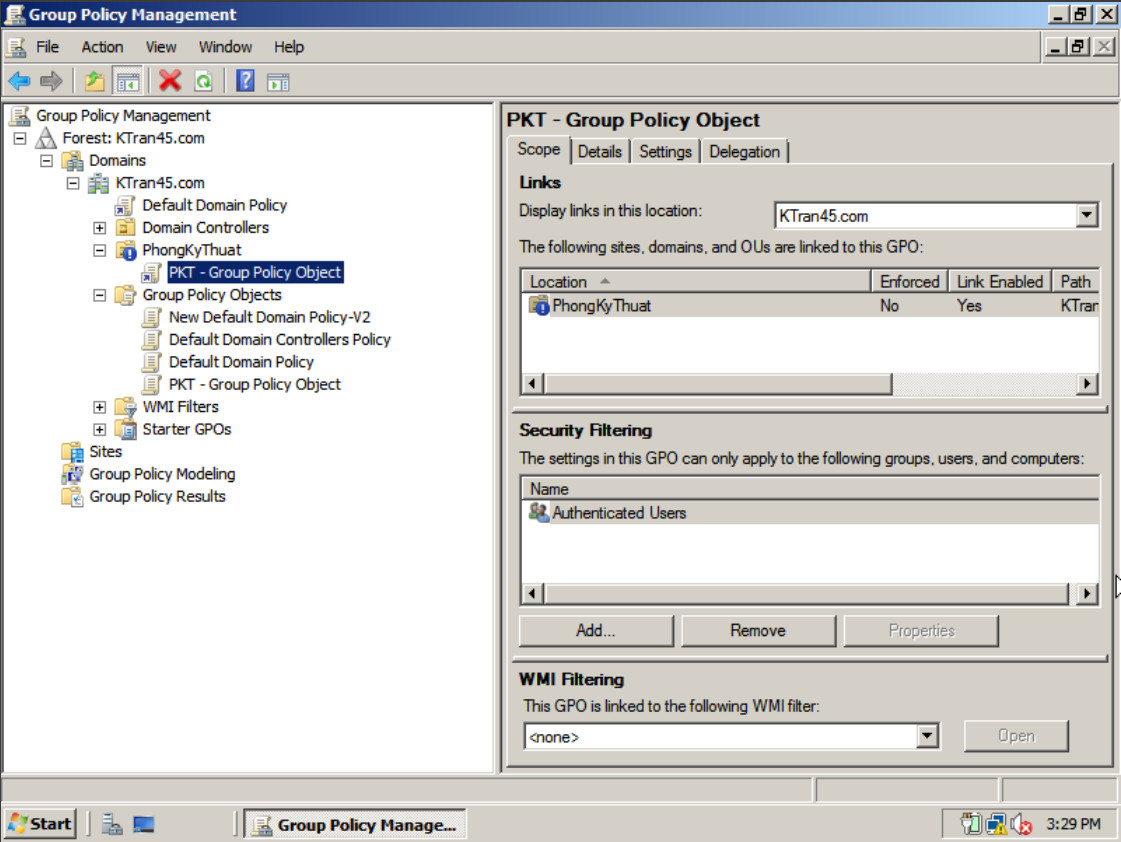 Group Policy Management
File Action View Window Help
Group Policy Management
Forest: KTran45.com
Domains
KTran45.com
Default Domain Policy
Domain Controllers
PhongKyThuat
PKT - Group Policy Object
Group Policy Objects
New Default Domain Policy-V2
Default Domain Controllers Policy
Default Domain Policy
PKT - Group Policy Object
WMI Filters
Starter GPOs
Sites
Group Policy Modeling
Group Policy Results
PKT - Group Policy Object
Scope Details Settings Delegation
Links
Display links in this location: KTran45.com
The following sites, domains, and OUs are linked to this GPO:
Location Enforced Link Enabled Path
PhongKyThuat No Yes KTran
Security Filtering
The settings in this GPO can only apply to the following groups, users, and computers:
Name
Authenticated Users
Add... Remove Properties
WMI Filtering
This GPO is linked to the following WMI filter:
<none> Open
Start Group Policy Manage... 3:29 PM